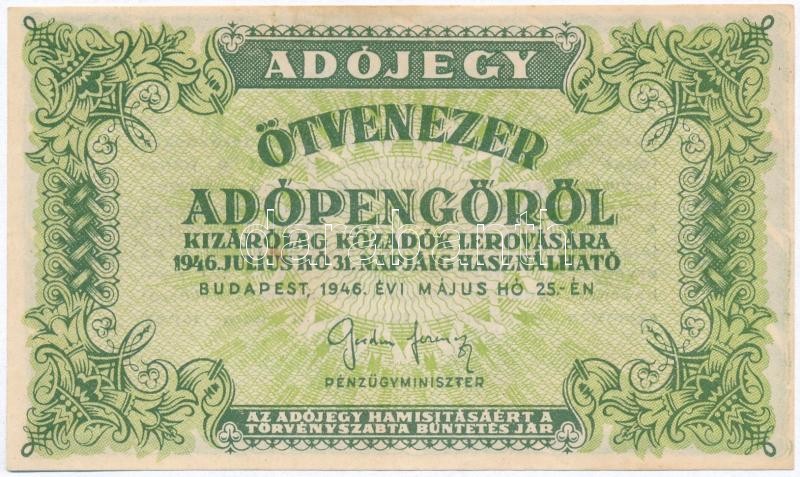 ADÓJEGY
ÖTVENEZER
ADÓPENGŐRŐL
KIZÁRÓLAG KÖZADÓK LEROVÁSÁRA
1946. JULIUS HÓ 31. NAPJÁIG HASZNÁLHATÓ
BUDAPEST, 1946. ÉVI MÁJUS HÓ 25.-ÉN
PÉNZÜGYMINISZTER
AZ ADÓJEGY HAMISITÁSÁÉRT A
TÖRVÉNYSZABTA BÜNTETÉS JÁR